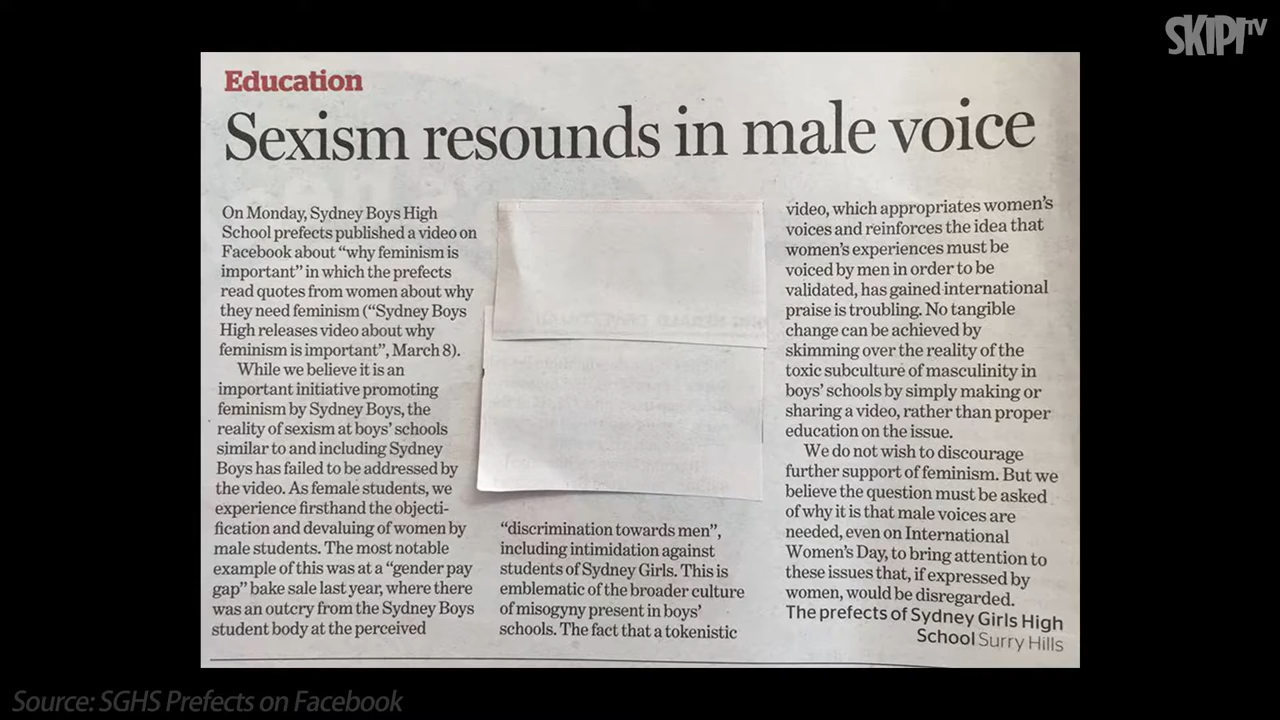 SKIPI TV
Education
Sexism resounds in male voice
On Monday, Sydney Boys High
School prefects published a video on
Facebook about “why feminism is
important” in which the prefects
read quotes from women about why
they need feminism (“Sydney Boys
High releases video about why
feminism is important”, March 8).
While we believe it is an
important initiative promoting
feminism by Sydney Boys, the
reality of sexism at boys’ schools
similar to and including Sydney
Boys has failed to be addressed by
the video. As female students, we
experience firsthand the objecti-
fication and devaluing of women by
male students. The most notable
example of this was at a “gender pay
gap” bake sale last year, where there
was an outcry from the Sydney Boys
student body at the perceived
“discrimination towards men”,
including intimidation against
students of Sydney Girls. This is
emblematic of the broader culture
of misogyny present in boys’
schools. The fact that a tokenistic
video, which appropriates women’s
voices and reinforces the idea that
women’s experiences must be
voiced by men in order to be
validated, has gained international
praise is troubling. No tangible
change can be achieved by
skimming over the reality of the
toxic subculture of masculinity in
boys’ schools by simply making or
sharing a video, rather than proper
education on the issue.
We do not wish to discourage
further support of feminism. But we
believe the question must be asked
of why it is that male voices are
needed, even on International
Women’s Day, to bring attention to
these issues that, if expressed by
women, would be disregarded.
The prefects of Sydney Girls High
School Surry Hills
Source: SGHS Prefects on Facebook